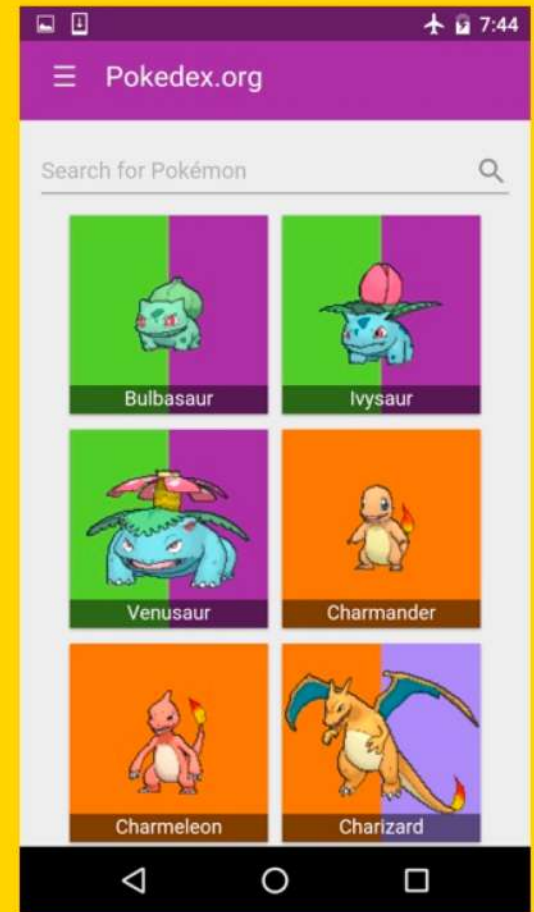 7:44
Pokedex.org
Search for Pokémon
Bulbasaur
Ivysaur
Venusaur
Charmander
Charmeleon
Charizard